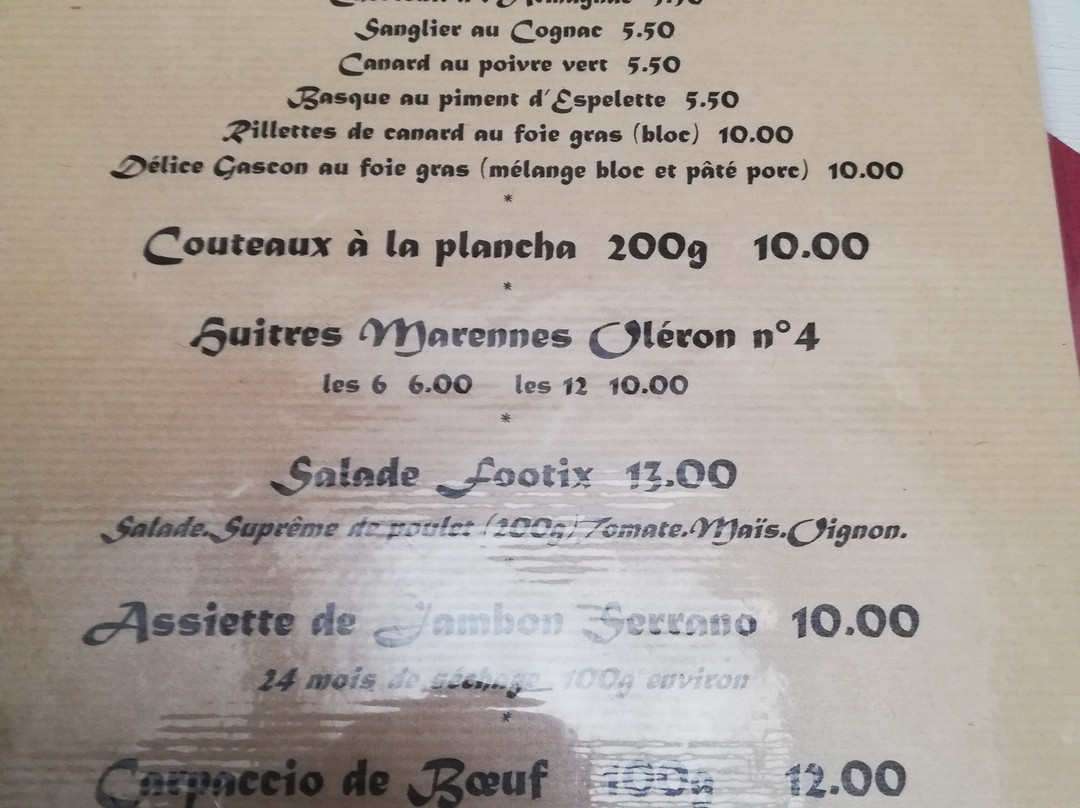 Sanglier au Cognac 5.50
Canard au poivre vert 5.50
Basque au piment d'Espelette 5.50
Rillettes de canard au foie gras (bloc) 10.00
Délice Gascon au foie gras (mélange bloc et pâté porc) 10.00
*
Couteaux à la plancha 200g 10.00
*
Huitres Marennes Oléron n°4
les 6 6.00 les 12 10.00
*
Salade Footix 13.00
Salade.Suprême de poulet (200g)Tomate.Maïs.Oignon.
Assiette de Jambon Serrano 10.00
24 mois de séchage 100g environ
*
Carpaccio de Bœuf 100g 12.00